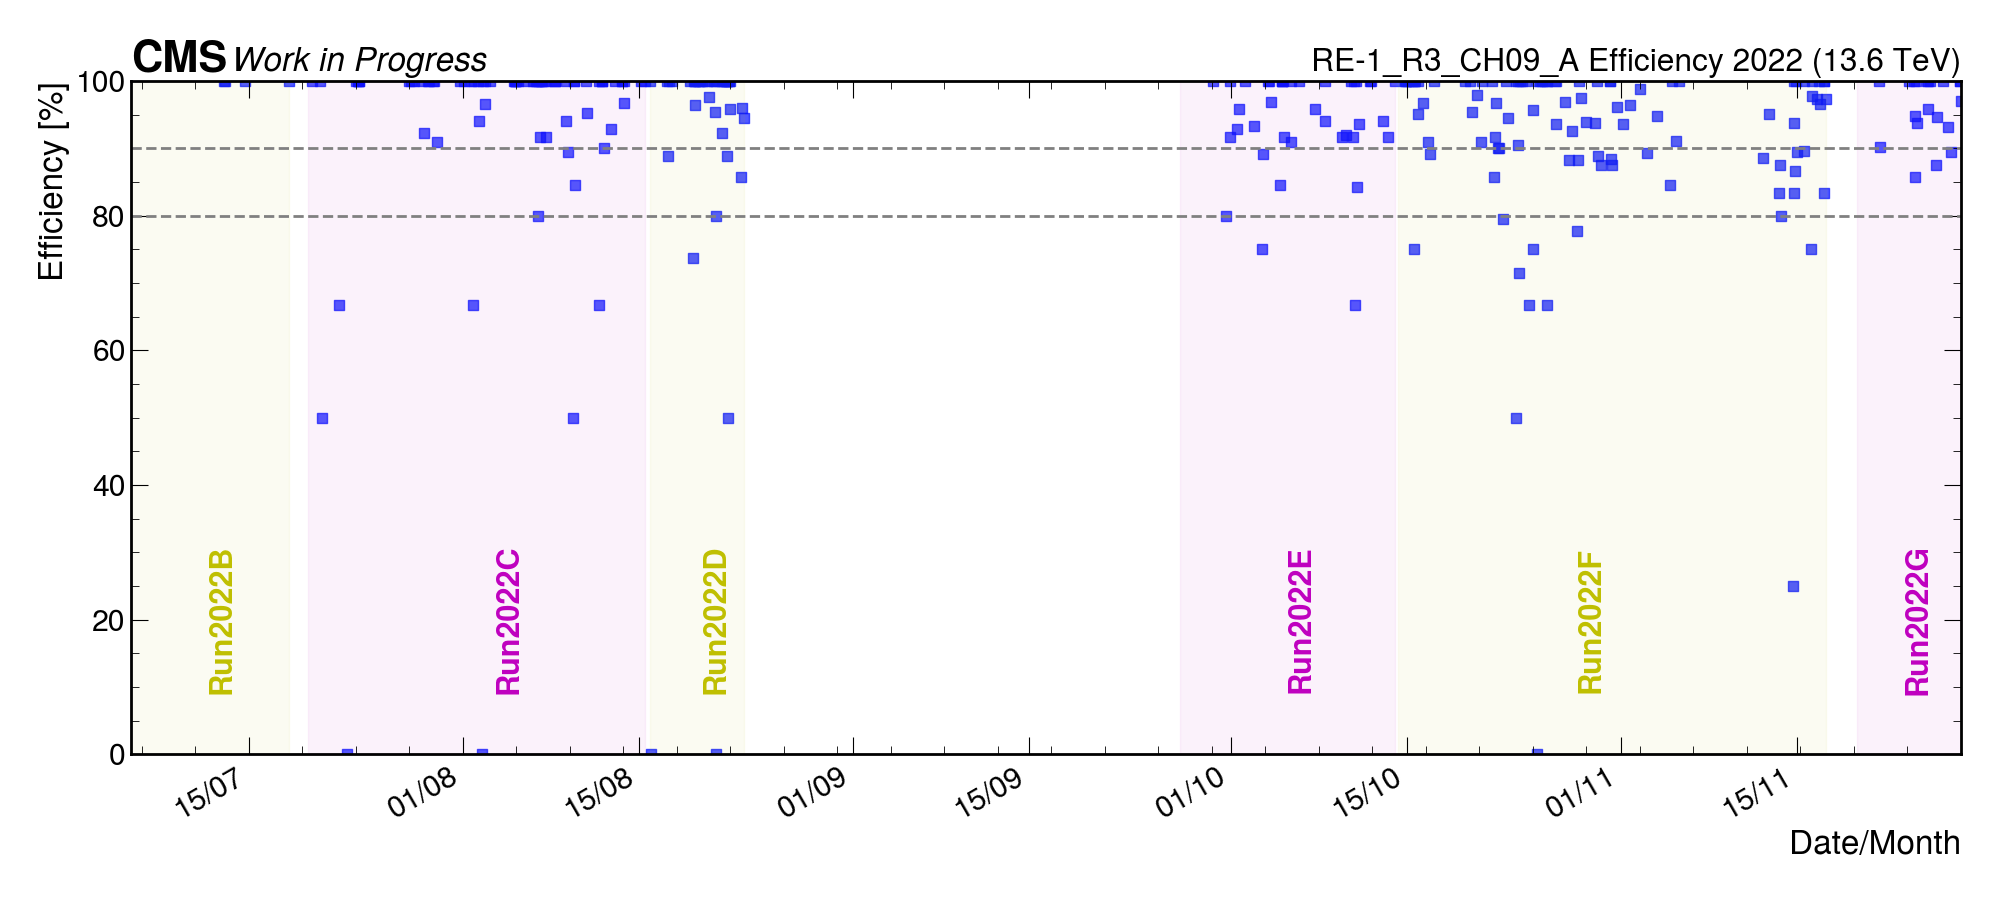 CMS Work in Progress
RE-1_R3_CH09_A Efficiency 2022 (13.6 TeV)
Efficiency [%]
100
80
60
40
20
0
Run2022B
Run2022C
Run2022D
Run2022E
Run2022F
Run2022G
15/07
01/08
15/08
01/09
15/09
01/10
15/10
01/11
15/11
Date/Month